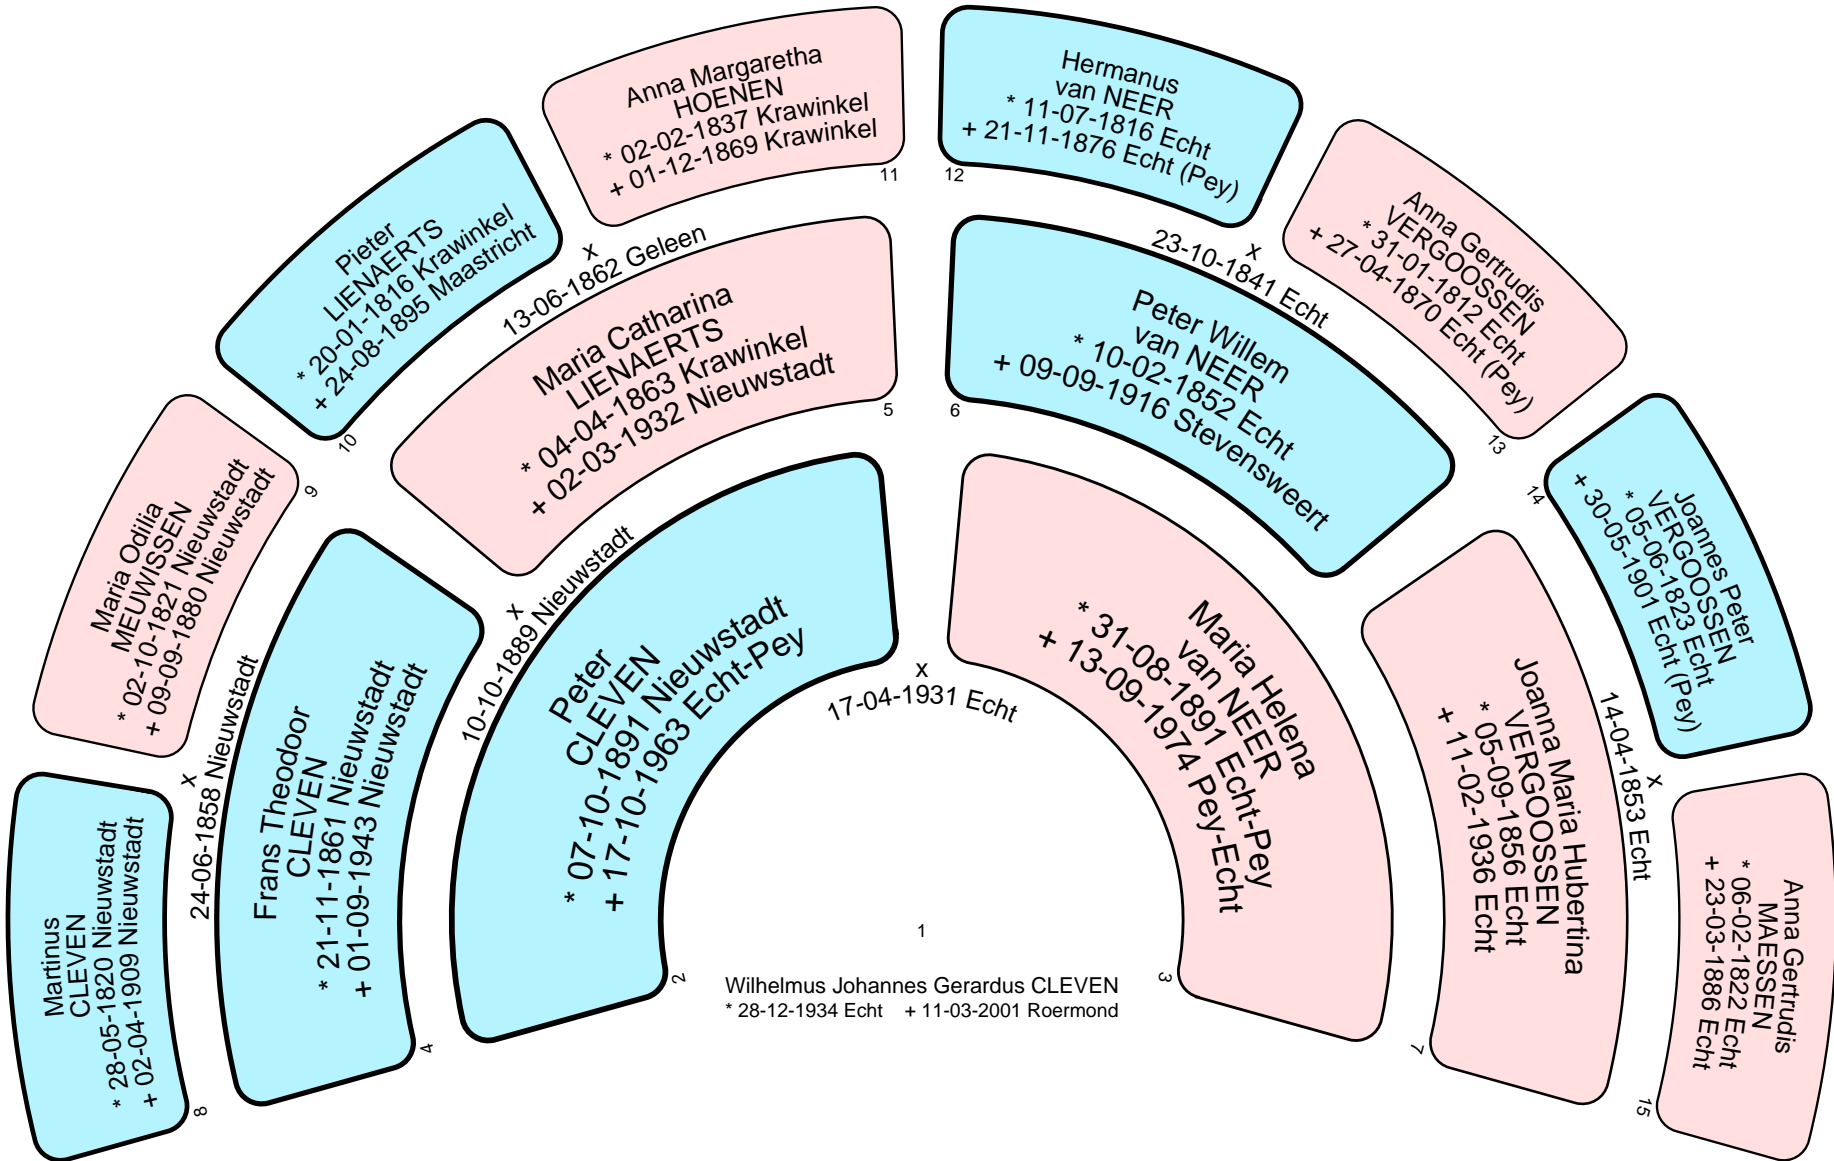 1
Wilhelmus Johannes Gerardus CLEVEN
* 28-12-1934 Echt + 11-03-2001 Roermond
Peter
CLEVEN
* 07-10-1891 Nieuwstadt
+ 17-10-1963 Echt-Pey
2
x
17-04-1931 Echt
Maria Helena
van NEER
* 31-08-1891 Echt-Pey
+ 13-09-1974 Pey-Echt
3
Frans Theodoor
CLEVEN
* 21-11-1861 Nieuwstadt
+ 01-09-1943 Nieuwstadt
4
x
10-10-1889 Nieuwstadt
Maria Catharina
LIENAERTS
* 04-04-1863 Krawinkel
+ 02-03-1932 Nieuwstadt
5
Peter Willem
van NEER
* 10-02-1852 Echt
+ 09-09-1916 Stevensweert
6
Joanna Maria Hubertina
VERGOOSSEN
* 05-09-1856 Echt
+ 11-02-1936 Echt
7
Martinus
CLEVEN
* 28-05-1820 Nieuwstadt
+ 02-04-1909 Nieuwstadt
8
x
24-06-1858 Nieuwstadt
Maria Odilia
MEUWISSEN
* 02-10-1821 Nieuwstadt
+ 09-09-1880 Nieuwstadt
9
Pieter
LIENAERTS
* 20-01-1816 Krawinkel
+ 24-08-1895 Maastricht
10
x
13-06-1862 Geleen
Anna Margaretha
HOENEN
* 02-02-1837 Krawinkel
+ 01-12-1869 Krawinkel
11
Hermanus
van NEER
* 11-07-1816 Echt
+ 21-11-1876 Echt (Pey)
12
x
23-10-1841 Echt
Anna Gertrudis
VERGOOSSEN
* 31-01-1812 Echt
+ 27-04-1870 Echt (Pey)
13
Joannes Peter
VERGOOSSEN
* 05-06-1823 Echt
+ 30-05-1901 Echt (Pey)
14
x
14-04-1853 Echt
Anna Gertrudis
MAESSEN
* 06-02-1822 Echt
+ 23-03-1886 Echt
15